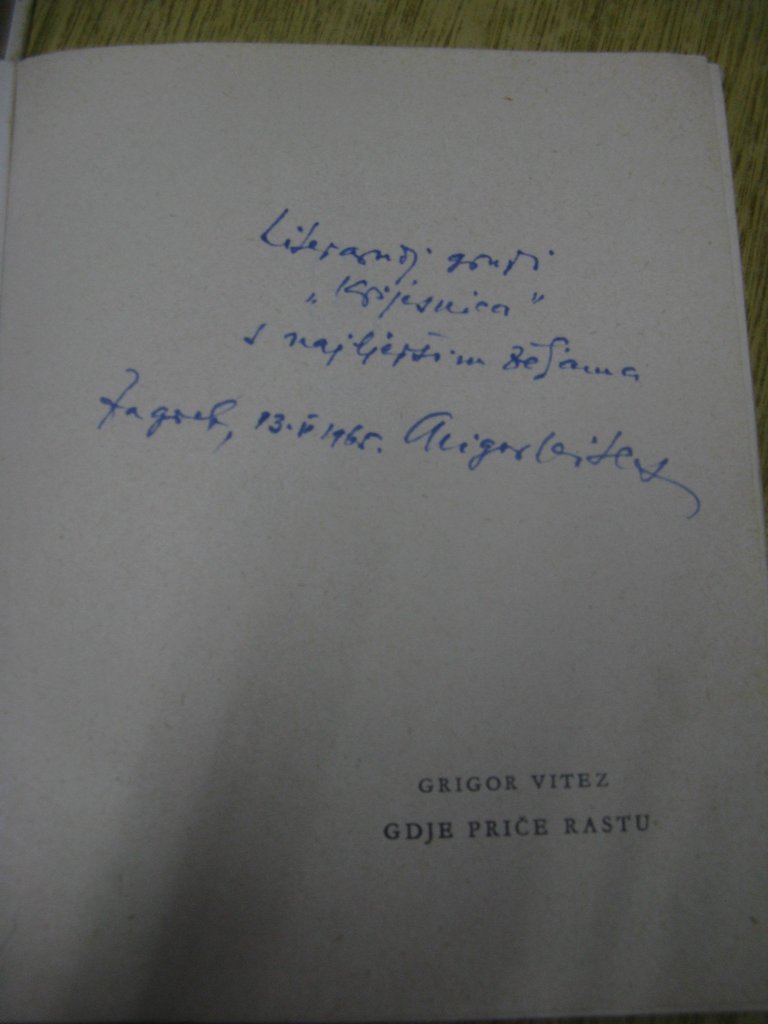 Literarnoj grupi
„Krijesnica"
s najljepšim željama
Zagreb, 13. V 1965. Grigor Vitez
GRIGOR VITEZ
GDJE PRIČE RASTU